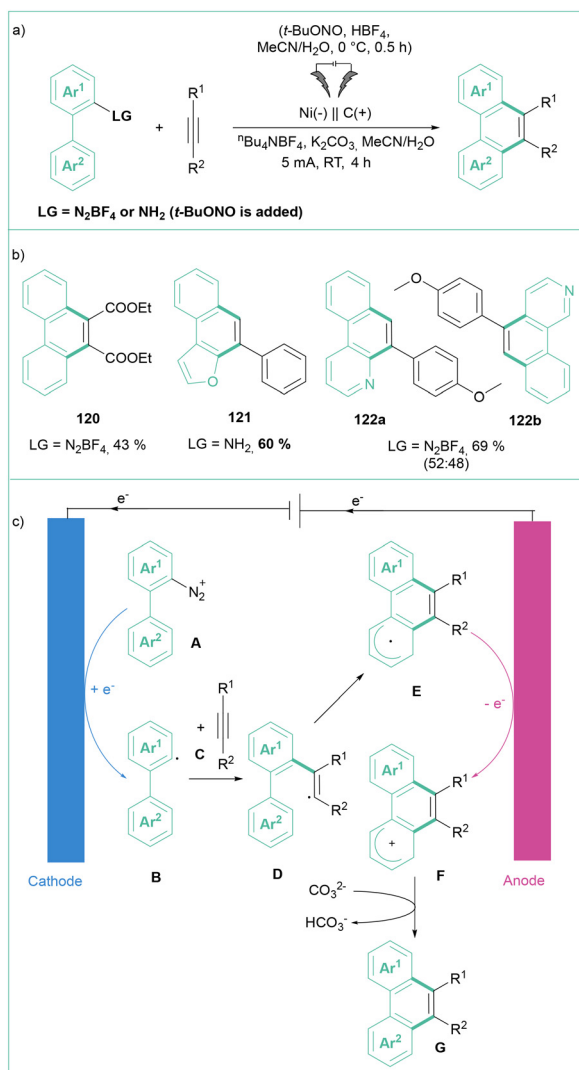 a)
(t-BuONO, HBF₄,
MeCN/H₂O, 0 °C, 0.5 h)
Ar¹
LG
Ar²
+
R¹
R²
Ni(-) || C(+)
ⁿBu₄NBF₄, K₂CO₃, MeCN/H₂O
5 mA, RT, 4 h
Ar¹
R¹
Ar²
R²
LG = N₂BF₄ or NH₂ (t-BuONO is added)
b)
COOEt
COOEt
120
LG = N₂BF₄, 43 %
O
121
LG = NH₂, 60 %
N
O
122a
O
N
122b
LG = N₂BF₄, 69 %
(52:48)
c)
e⁻
e⁻
Ar¹
N₂⁺
Ar²
A
+ e⁻
Ar¹
Ar²
B
+
C
R¹
R²
Ar¹
R¹
R²
Ar²
D
Ar¹
R¹
R²
E
- e⁻
Ar¹
R¹
R²
+
F
Cathode
Anode
CO₃²⁻
HCO₃⁻
Ar¹
R¹
Ar²
R²
G